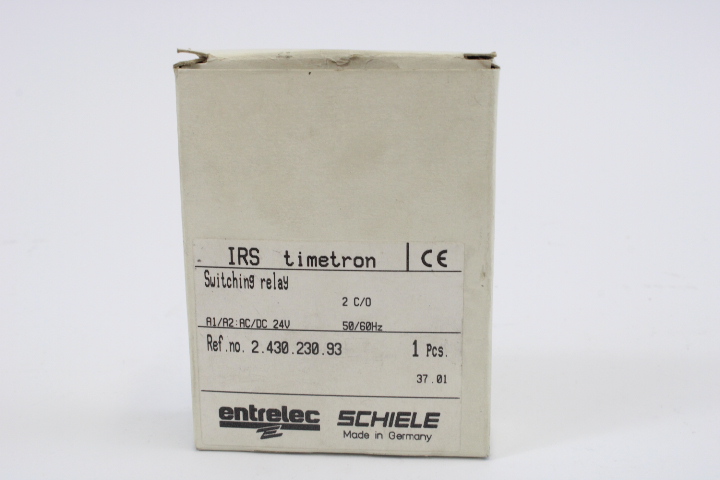 IRS timetron CE
Switching relay
2 C/O
A1/A2:AC/DC 24V 50/60Hz
Ref.no. 2.430.230.93 1 Pcs.
37.01
entrelec SCHIELE
Made in Germany